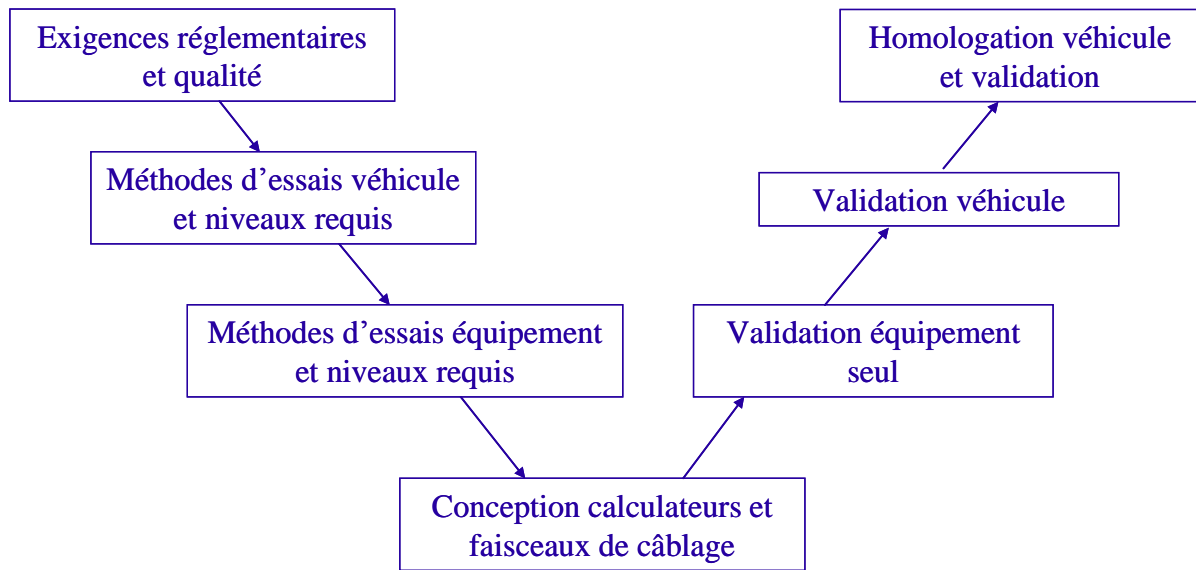 Exigences réglementaires
et qualité
Homologation véhicule
et validation
Méthodes d’essais véhicule
et niveaux requis
Validation véhicule
Méthodes d’essais équipement
et niveaux requis
Validation équipement
seul
Conception calculateurs et
faisceaux de câblage